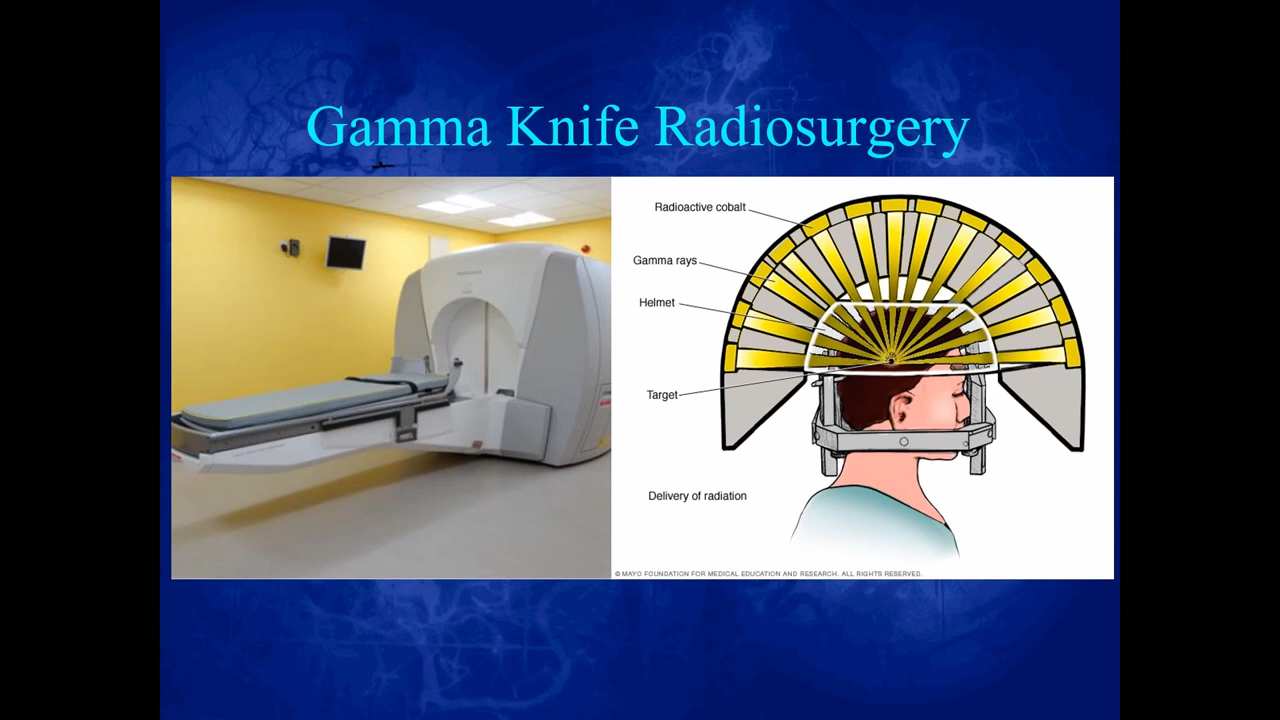 Gamma Knife Radiosurgery
Radioactive cobalt
Gamma rays
Helmet
Target
Delivery of radiation
© MAYO FOUNDATION FOR MEDICAL EDUCATION AND RESEARCH. ALL RIGHTS RESERVED.